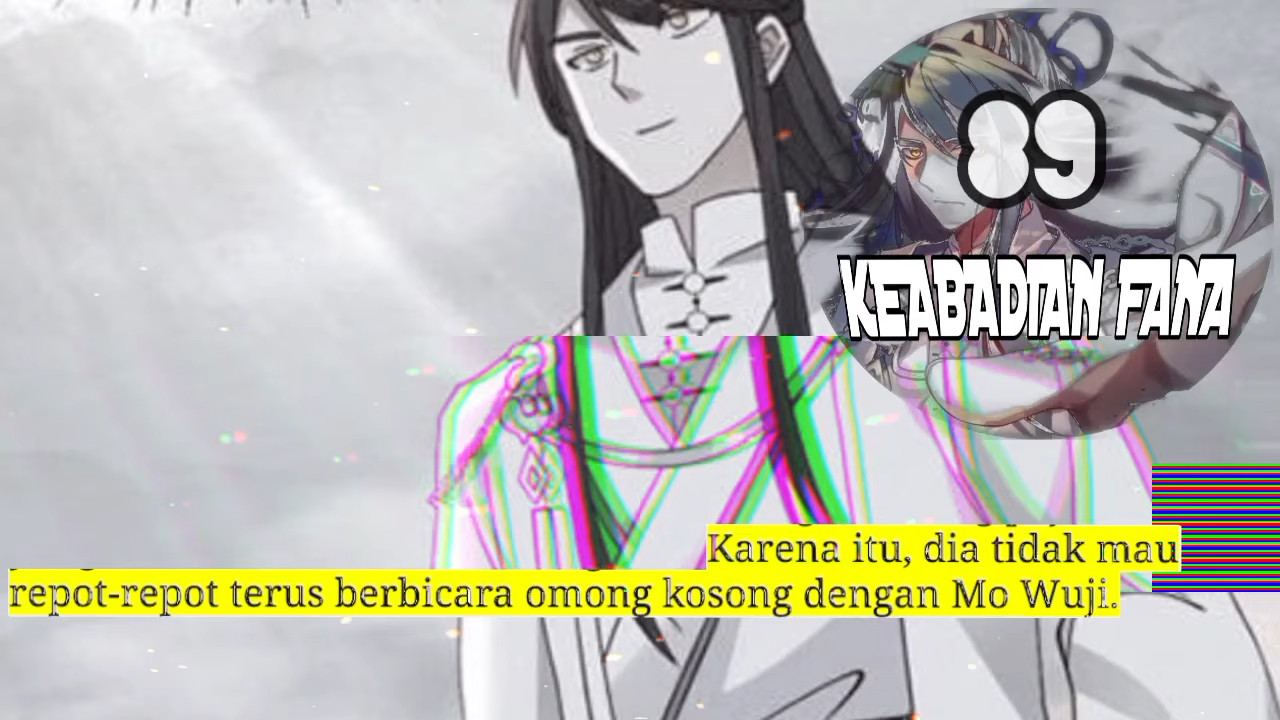 89
KEABADIAN FANA
Karena itu, dia tidak mau
repot-repot terus berbicara omong kosong dengan Mo Wuji.